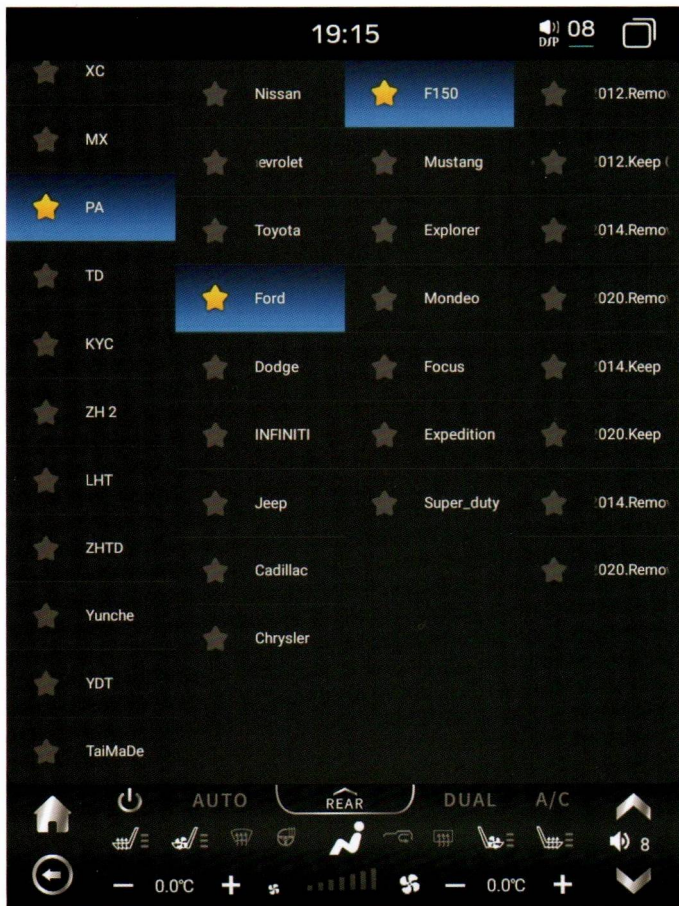 19:15
DSP
08
XC
MX
PA
TD
KYC
ZH 2
LHT
ZHTD
Yunche
YDT
TaiMaDe
Nissan
evrolet
Toyota
Ford
Dodge
INFINITI
Jeep
Cadillac
Chrysler
F150
Mustang
Explorer
Mondeo
Focus
Expedition
Super_duty
012.Remo
012.Keep
014.Remo
020.Remo
014.Keep
020.Keep
014.Remo
020.Remo
AUTO
REAR
DUAL
A/C
8
0.0°C
0.0°C